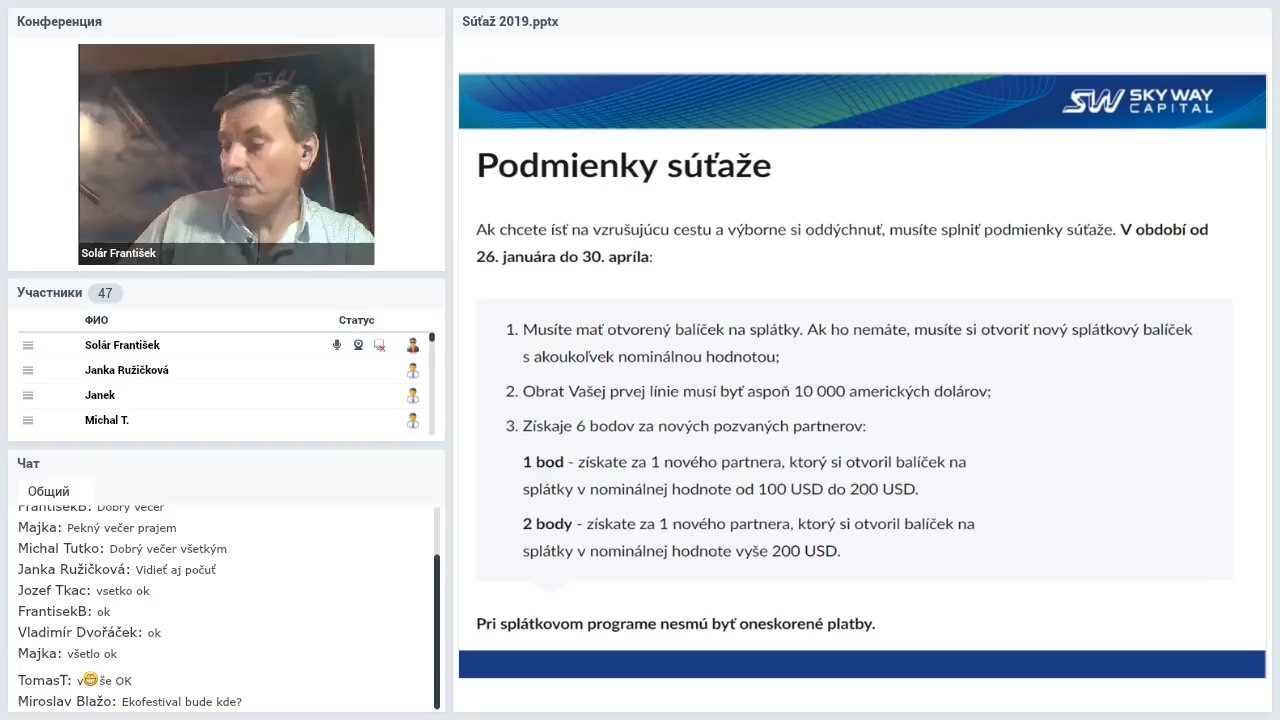 Конференция
Solár František
Участники 47
ФИО Статус
Solár František
Janka Ružičková
Janek
Michal T.
Чат
Общий
FrantisekB: Dobrý večer
Majka: Pekný večer prajem
Michal Tutko: Dobrý večer všetkým
Janka Ružičková: Vidieť aj počuť
Jozef Tkac: vsetko ok
FrantisekB: ok
Vladimír Dvořáček: ok
Majka: všetlo ok
TomasT: v😁še OK
Miroslav Blažo: Ekofestival bude kde?
Súťaž 2019.pptx
SW SKY WAY
CAPITAL
Podmienky súťaže
Ak chcete ísť na vzrušujúcu cestu a výborne si oddýchnuť, musíte splniť podmienky súťaže. V období od
26. januára do 30. apríla:
1. Musíte mať otvorený balíček na splátky. Ak ho nemáte, musíte si otvoriť nový splátkový balíček
s akoukoľvek nominálnou hodnotou;
2. Obrat Vašej prvej línie musí byť aspoň 10 000 amerických dolárov;
3. Získaje 6 bodov za nových pozvaných partnerov:
1 bod - získate za 1 nového partnera, ktorý si otvoril balíček na
splátky v nominálnej hodnote od 100 USD do 200 USD.
2 body - získate za 1 nového partnera, ktorý si otvoril balíček na
splátky v nominálnej hodnote vyše 200 USD.
Pri splátkovom programe nesmú byť oneskorené platby.